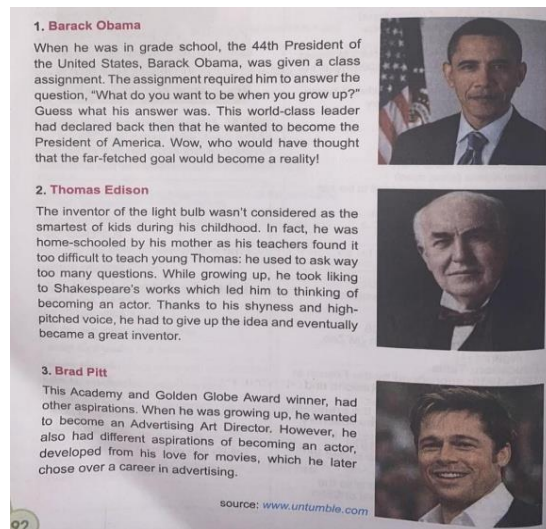 1. Barack Obama
When he was in grade school, the 44th President of
the United States, Barack Obama, was given a class
assignment. The assignment required him to answer the
question, “What do you want to be when you grow up?”
Guess what his answer was. This world-class leader
had declared back then that he wanted to become the
President of America. Wow, who would have thought
that the far-fetched goal would become a reality!
2. Thomas Edison
The inventor of the light bulb wasn’t considered as the
smartest of kids during his childhood. In fact, he was
home-schooled by his mother as his teachers found it
too difficult to teach young Thomas: he used to ask way
too many questions. While growing up, he took liking
to Shakespeare’s works which led him to thinking of
becoming an actor. Thanks to his shyness and high-
pitched voice, he had to give up the idea and eventually
became a great inventor.
3. Brad Pitt
This Academy and Golden Globe Award winner, had
other aspirations. When he was growing up, he wanted
to become an Advertising Art Director. However, he
also had different aspirations of becoming an actor,
developed from his love for movies, which he later
chose over a career in advertising.
source: www.untumble.com
92